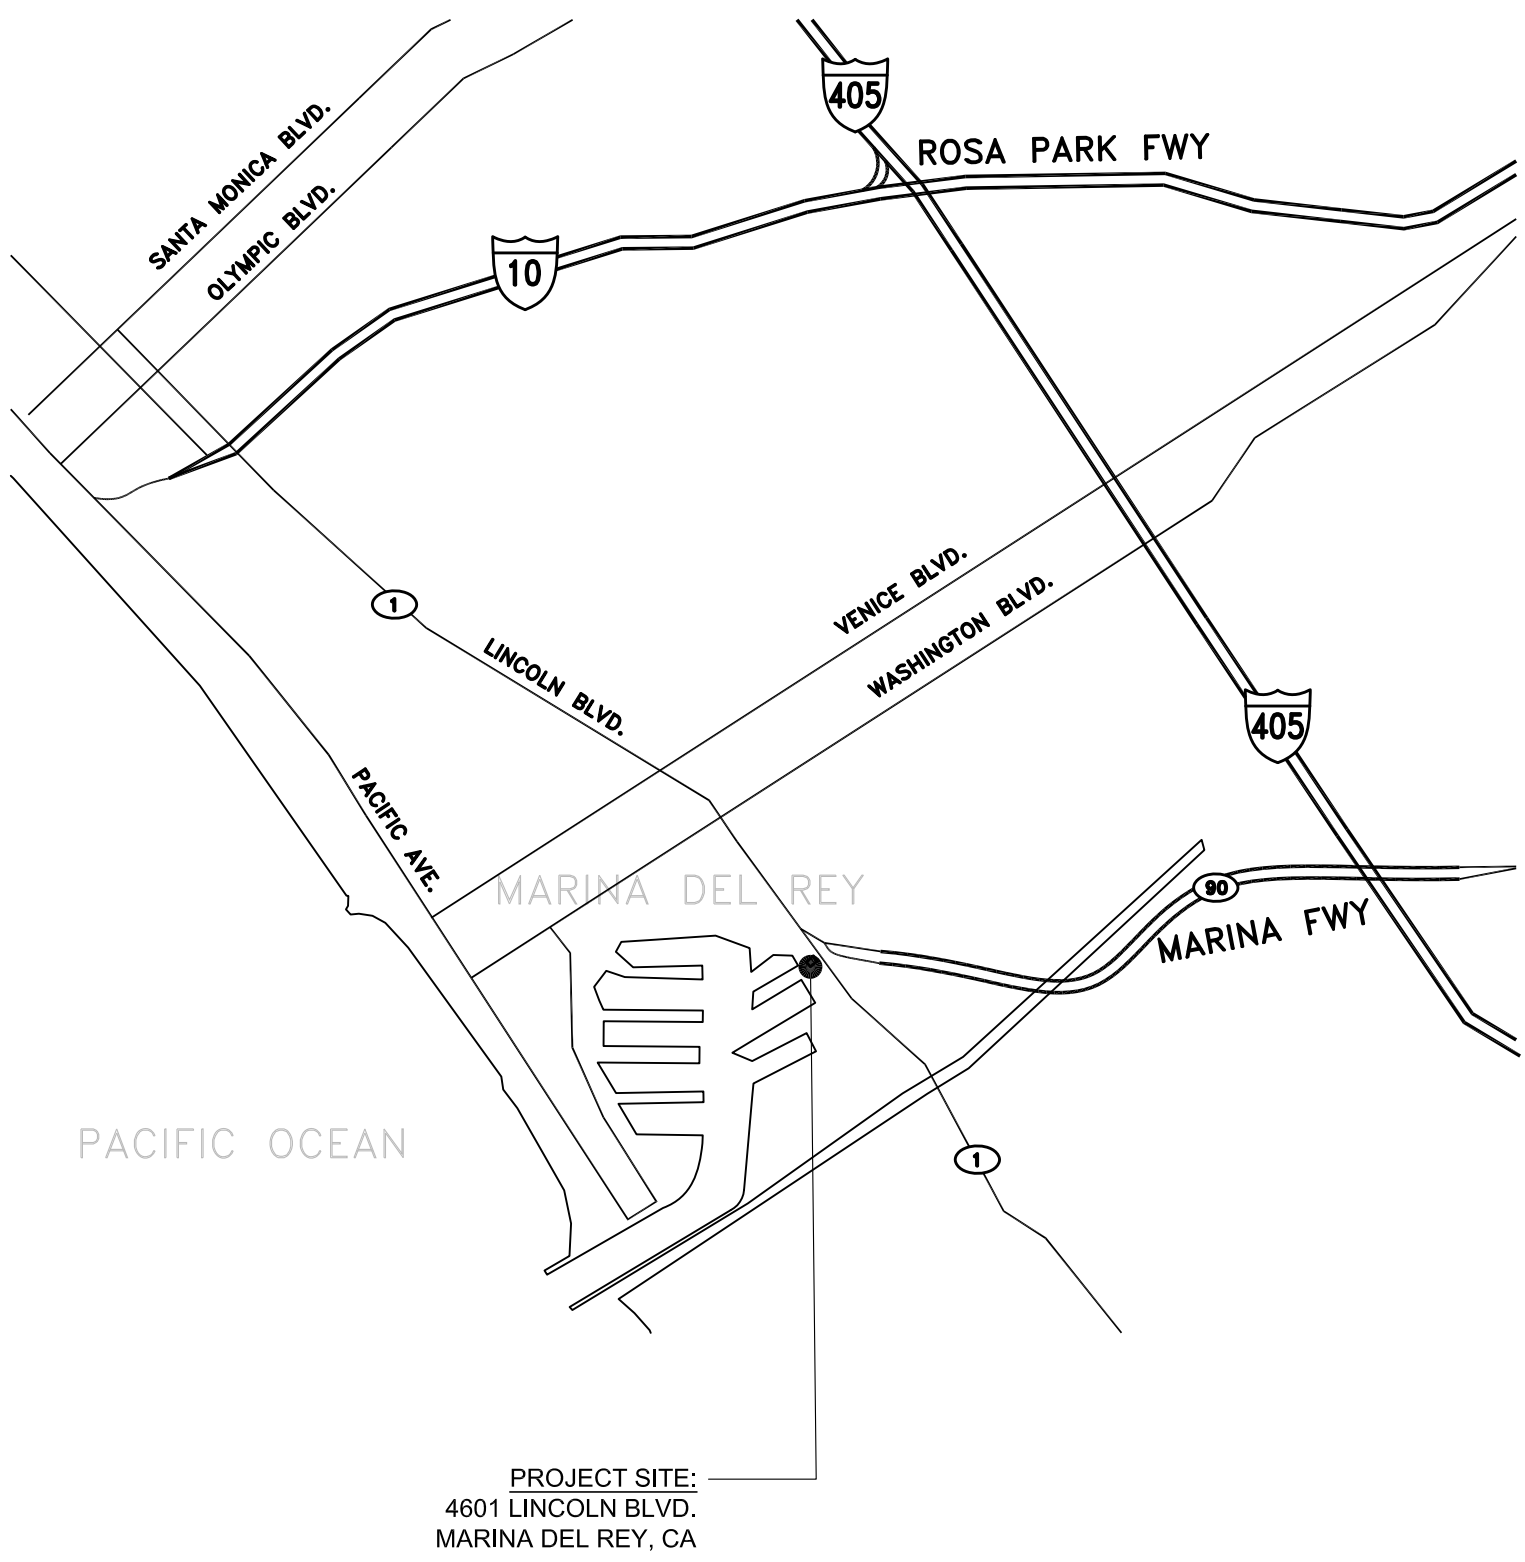 405
ROSA PARK FWY
SANTA MONICA BLVD.
OLYMPIC BLVD.
10
1
VENICE BLVD.
WASHINGTON BLVD.
LINCOLN BLVD.
405
PACIFIC AVE.
MARINA DEL REY
90
MARINA FWY
PACIFIC OCEAN
1
PROJECT SITE:
4601 LINCOLN BLVD.
MARINA DEL REY, CA